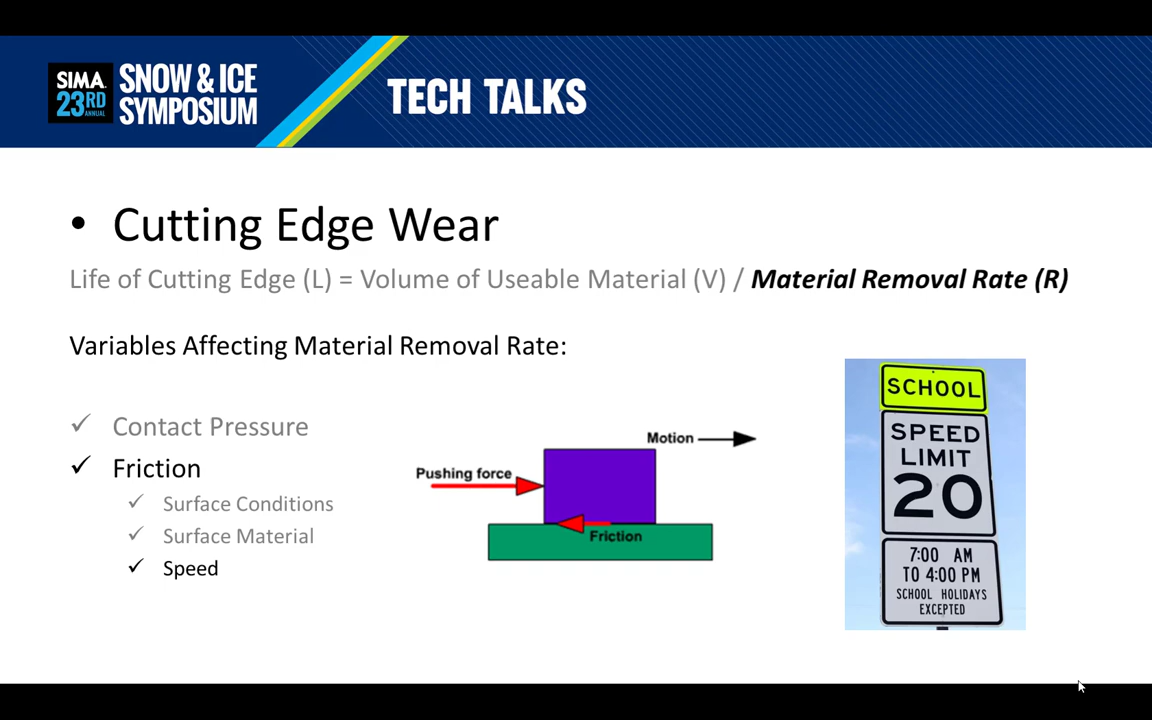 SIMA
23RD
ANNUAL
SNOW & ICE
SYMPOSIUM
TECH TALKS
• Cutting Edge Wear
Life of Cutting Edge (L) = Volume of Useable Material (V) / Material Removal Rate (R)
Variables Affecting Material Removal Rate:
✓ Contact Pressure
✓ Friction
✓ Surface Conditions
✓ Surface Material
✓ Speed
Motion
Pushing force
Friction
SCHOOL
SPEED
LIMIT
20
7:00 AM
TO 4:00 PM
SCHOOL HOLIDAYS
EXCEPTED